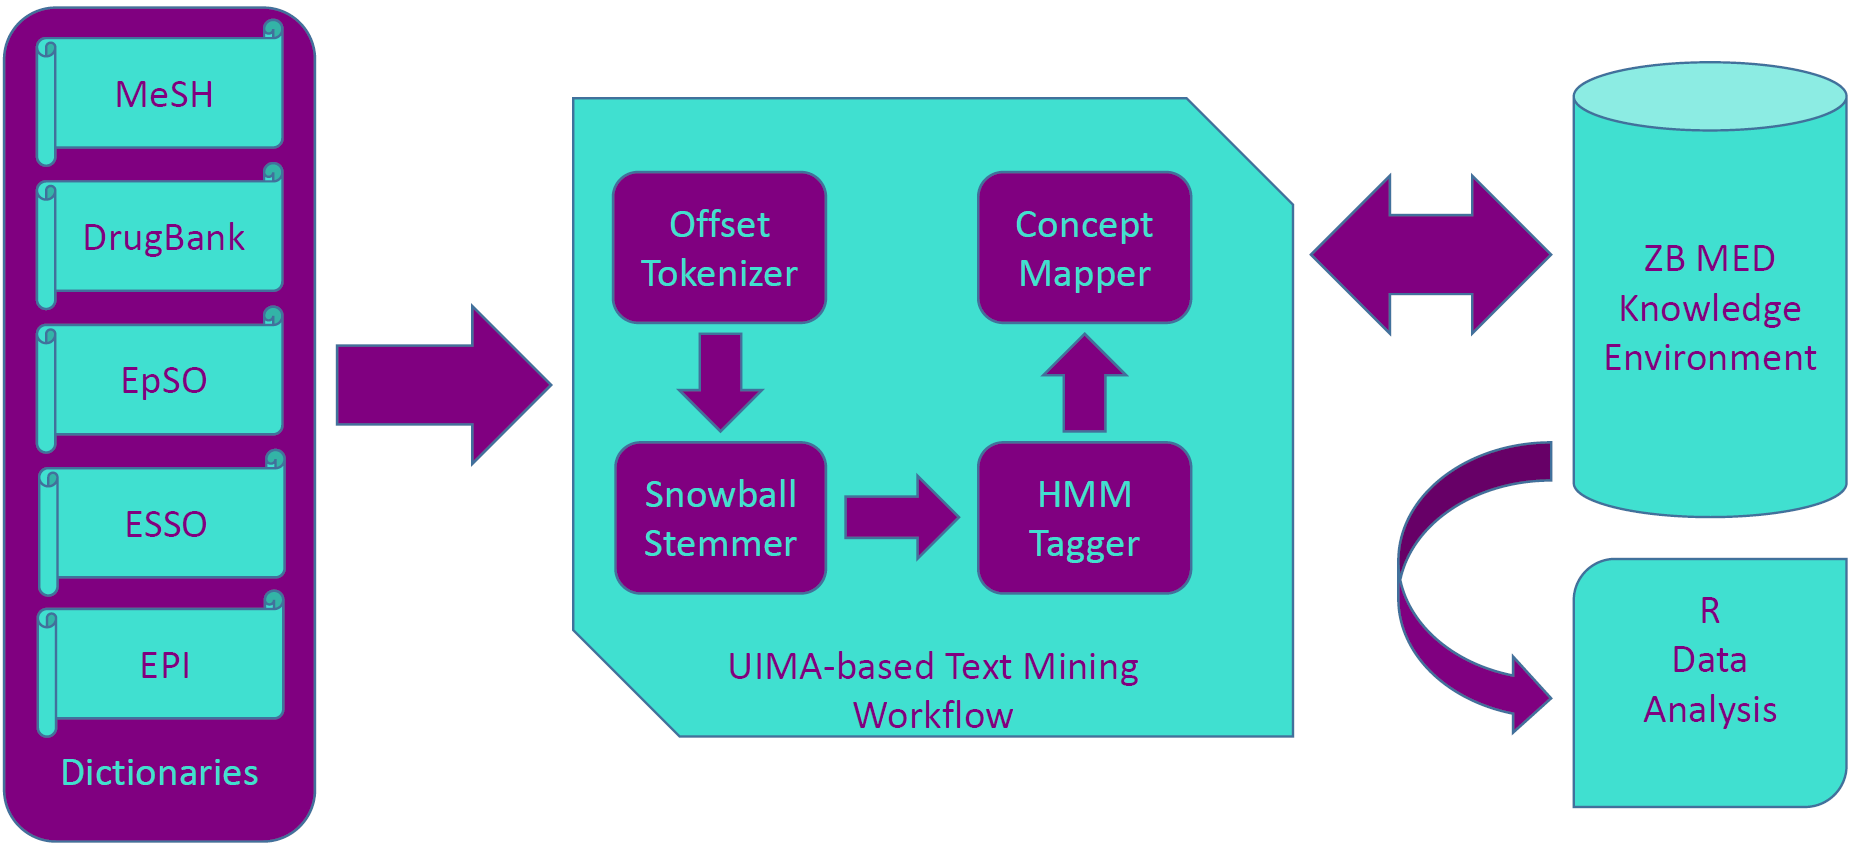 MeSH
DrugBank
EpSO
ESSO
EPI
Dictionaries
Offset
Tokenizer
Snowball
Stemmer
HMM
Tagger
Concept
Mapper
UIMA-based Text Mining
Workflow
ZB MED
Knowledge
Environment
R
Data
Analysis